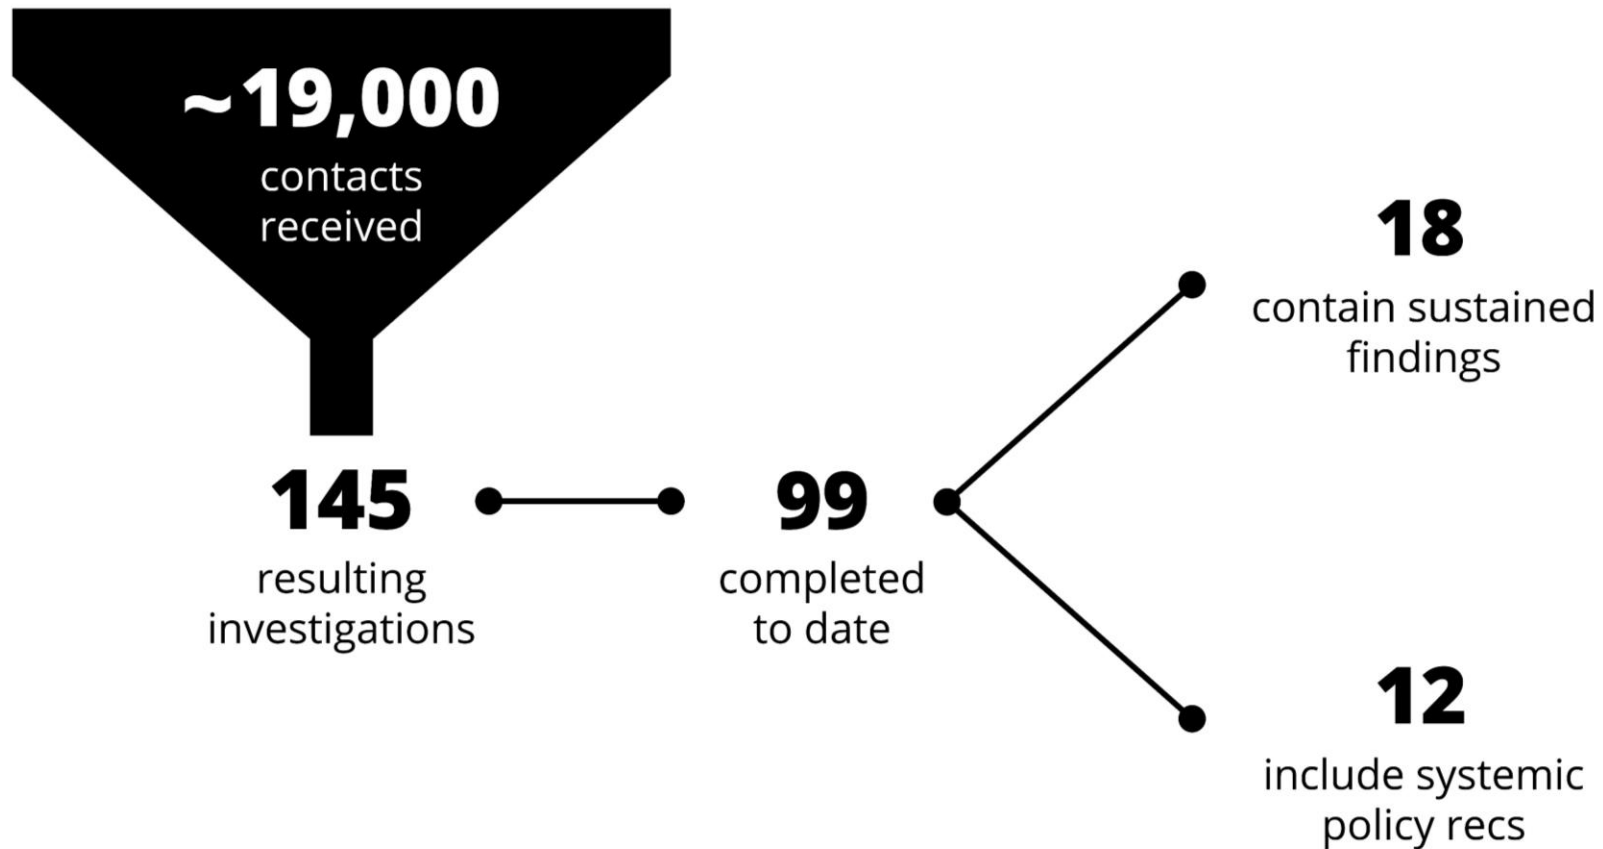 ~19,000
contacts
received
145
resulting
investigations
99
completed
to date
18
contain sustained
findings
12
include systemic
policy recs